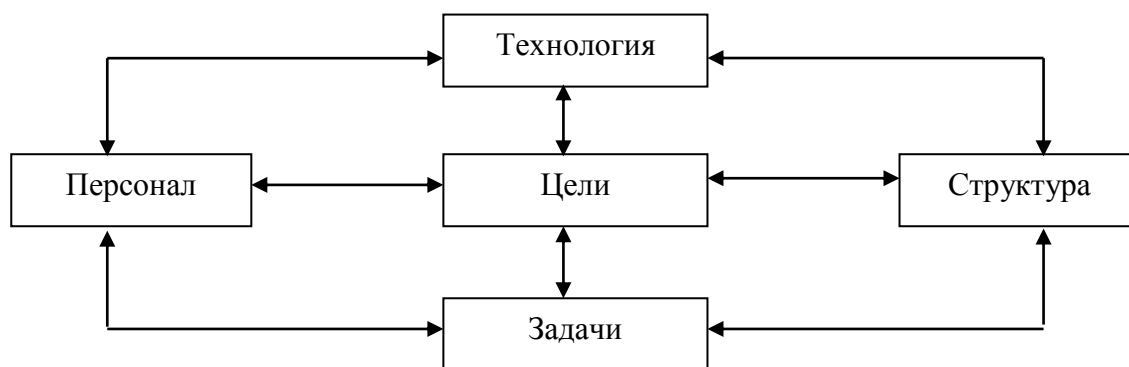 Технология
Персонал
Цели
Структура
Задачи